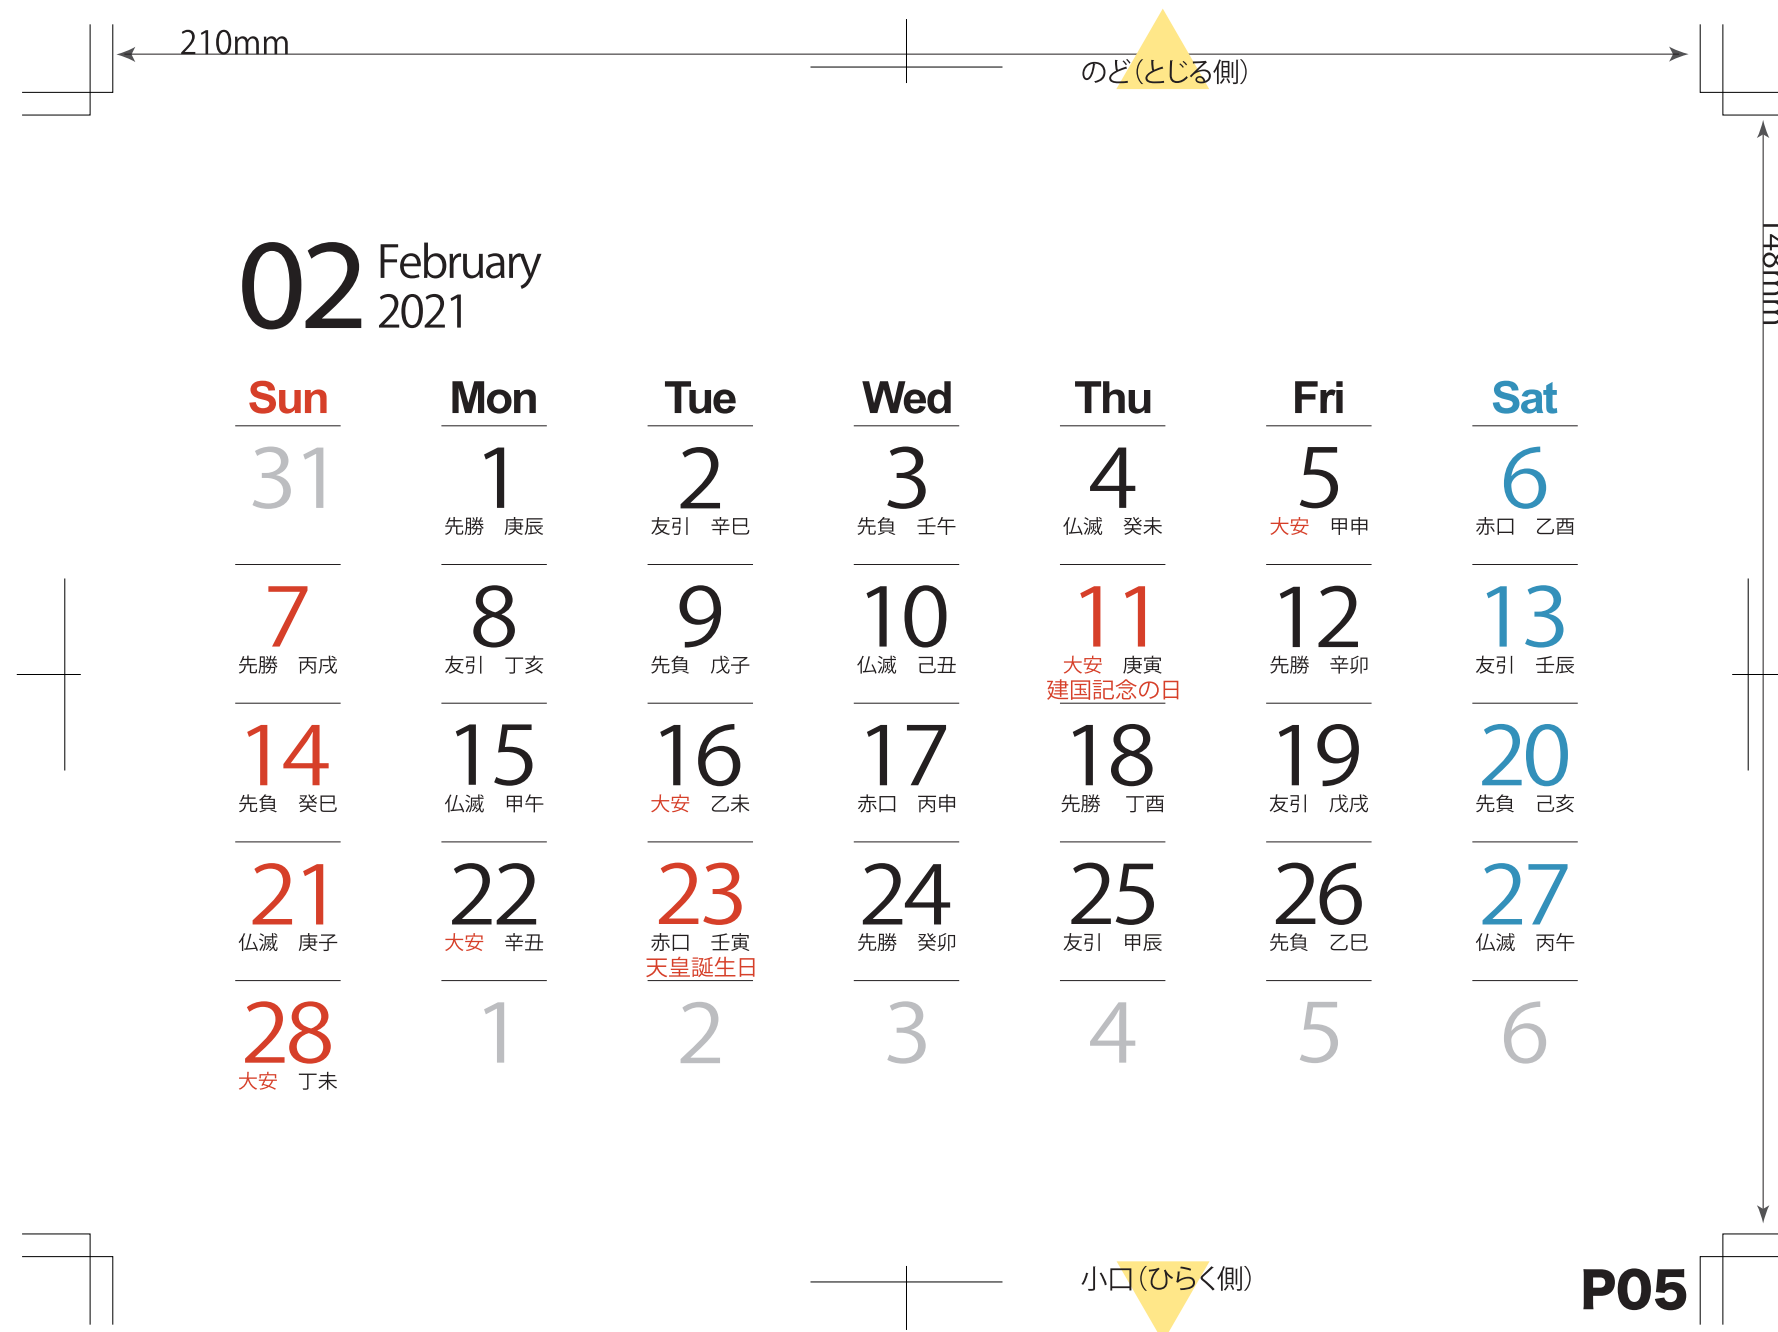 210mm
のど（とじる側）
148mm
02 February
2021
Sun Mon Tue Wed Thu Fri Sat
31 1 2 3 4 5 6
先勝　庚辰 友引　辛巳 先負　壬午 仏滅　癸未 大安　甲申 赤口　乙酉
7 8 9 10 11 12 13
先勝　丙戌 友引　丁亥 先負　戊子 仏滅　己丑 大安　庚寅 先勝　辛卯 友引　壬辰
建国記念の日
14 15 16 17 18 19 20
先負　癸巳 仏滅　甲午 大安　乙未 赤口　丙申 先勝　丁酉 友引　戊戌 先負　己亥
21 22 23 24 25 26 27
仏滅　庚子 大安　辛丑 赤口　壬寅 先勝　癸卯 友引　甲辰 先負　乙巳 仏滅　丙午
天皇誕生日
28 1 2 3 4 5 6
大安　丁未
小口（ひらく側）
P05